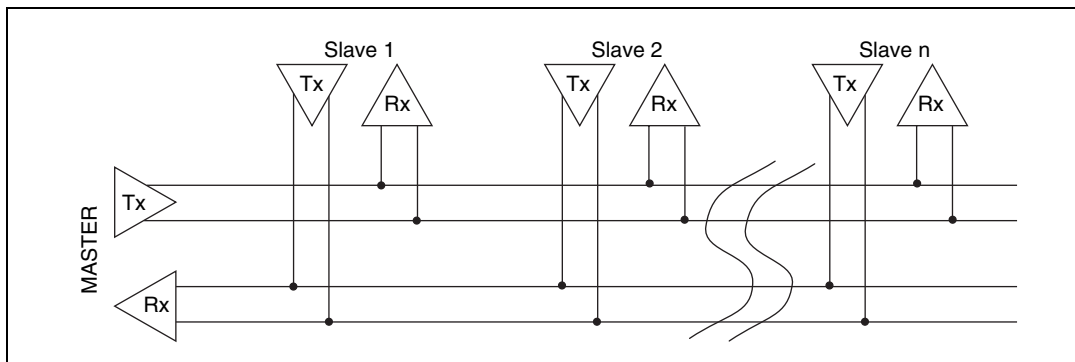 Slave 1
Slave 2
Slave n
Tx
Rx
Tx
Rx
Tx
Rx
Tx
MASTER
Rx